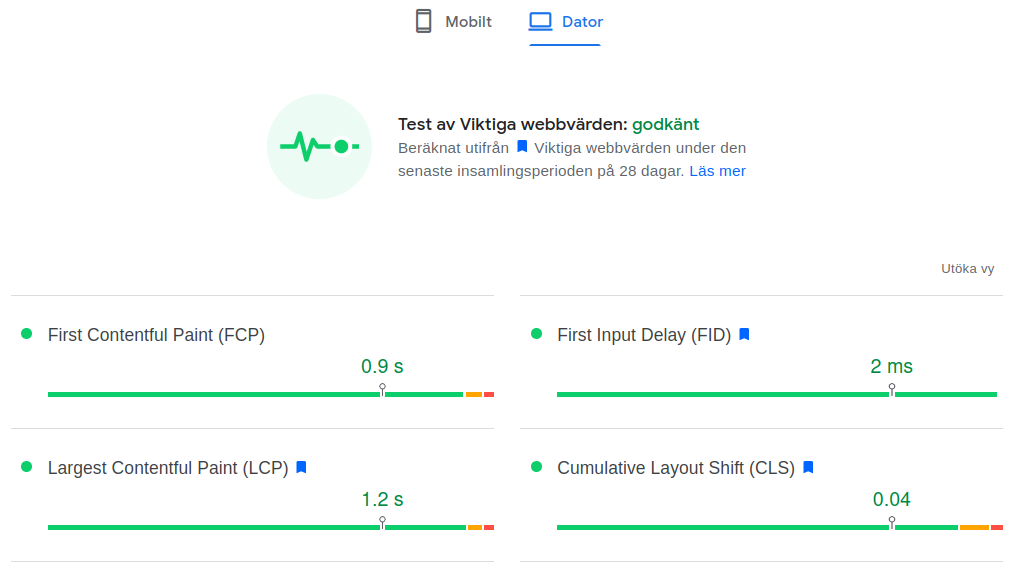 Mobilt
Dator
Test av Viktiga webbvärden: godkänt
Beräknat utifrån Viktiga webbvärden under den
senaste insamlingsperioden på 28 dagar. Läs mer
Utöka vy
First Contentful Paint (FCP)
0.9 s
First Input Delay (FID)
2 ms
Largest Contentful Paint (LCP)
1.2 s
Cumulative Layout Shift (CLS)
0.04